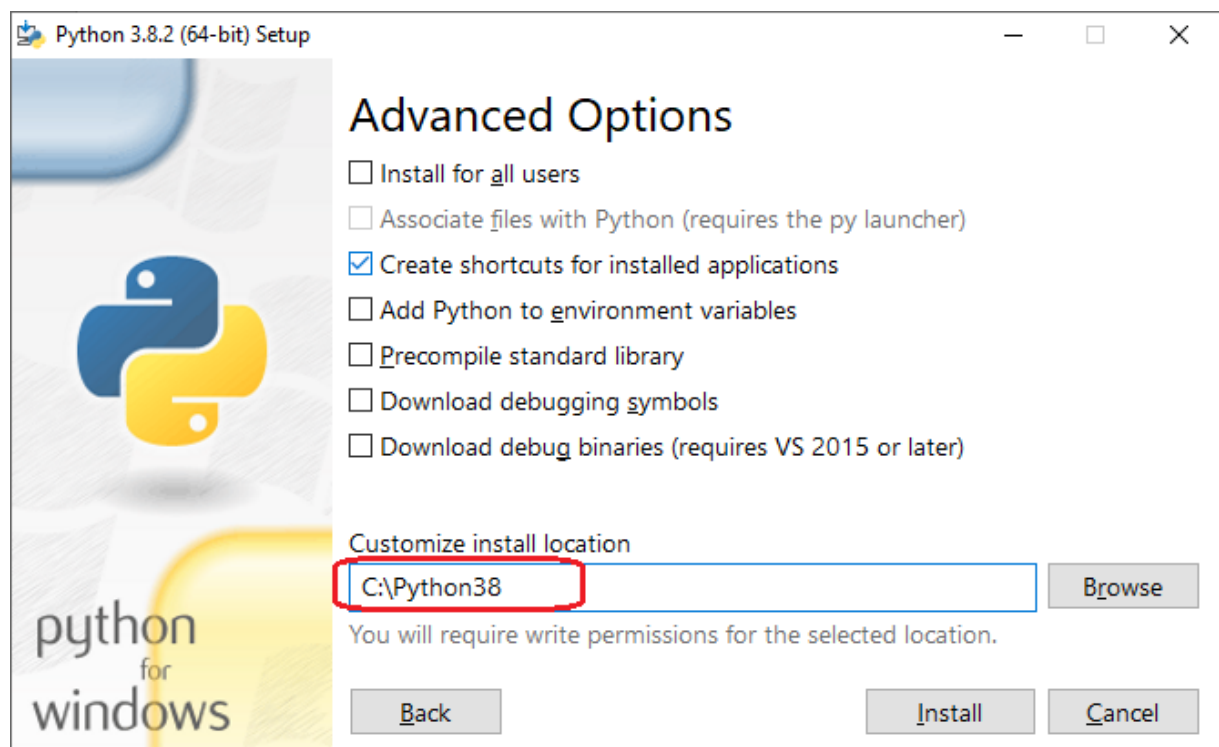 Python 3.8.2 (64-bit) Setup
Advanced Options
Install for all users
Associate files with Python (requires the py launcher)
Create shortcuts for installed applications
Add Python to environment variables
Precompile standard library
Download debugging symbols
Download debug binaries (requires VS 2015 or later)
Customize install location
C:\Python38
Browse
You will require write permissions for the selected location.
python
for
windows
Back
Install
Cancel